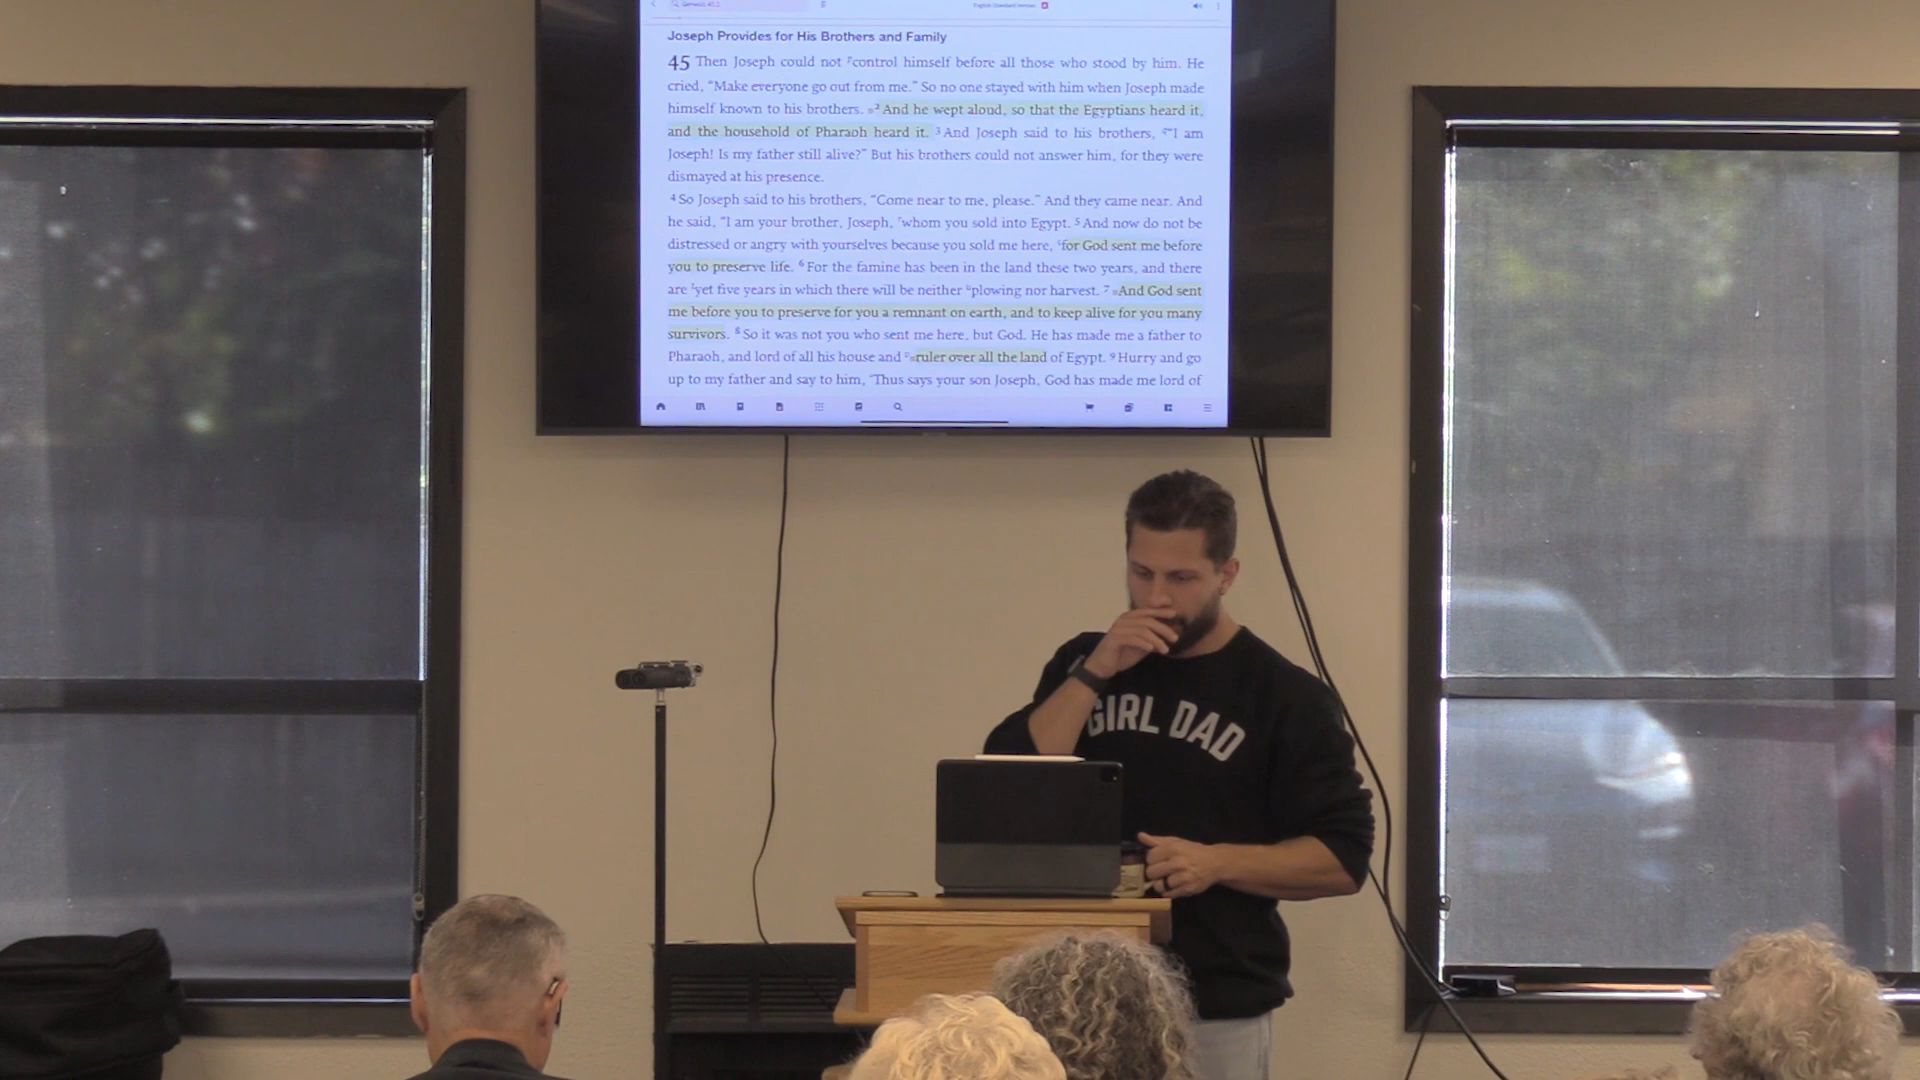 Genesis 45:1
English Standard Version
Joseph Provides for His Brothers and Family
45 Then Joseph could not control himself before all those who stood by him. He
cried, “Make everyone go out from me.” So no one stayed with him when Joseph made
himself known to his brothers. 2 And he wept aloud, so that the Egyptians heard it,
and the household of Pharaoh heard it. 3 And Joseph said to his brothers, “I am
Joseph! Is my father still alive?” But his brothers could not answer him, for they were
dismayed at his presence.
4 So Joseph said to his brothers, “Come near to me, please.” And they came near. And
he said, “I am your brother, Joseph, whom you sold into Egypt. 5 And now do not be
distressed or angry with yourselves because you sold me here, for God sent me before
you to preserve life. 6 For the famine has been in the land these two years, and there
are yet five years in which there will be neither plowing nor harvest. 7 And God sent
me before you to preserve for you a remnant on earth, and to keep alive for you many
survivors. 8 So it was not you who sent me here, but God. He has made me a father to
Pharaoh, and lord of all his house and ruler over all the land of Egypt. 9 Hurry and go
up to my father and say to him, ‘Thus says your son Joseph, God has made me lord of
GIRL DAD